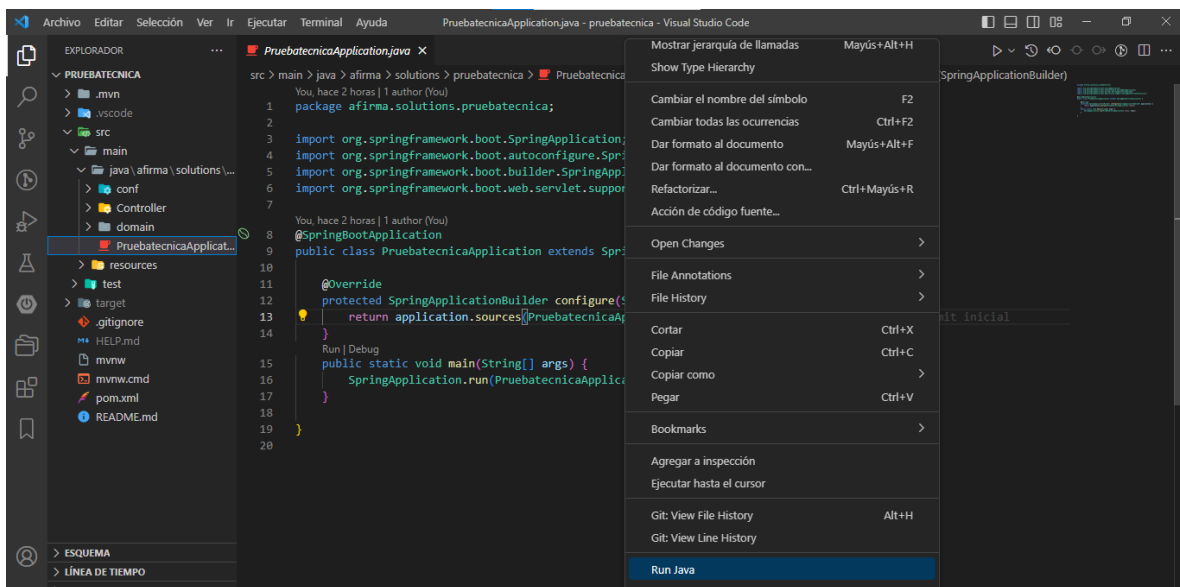 Archivo Editar Selección Ver Ir Ejecutar Terminal Ayuda
PruebatecnicaApplication.java - pruebatecnica - Visual Studio Code
EXPLORADOR
PRUEBATECNICA
.mvn
.vscode
src
main
java\afirma\solutions\...
conf
Controller
domain
PruebatecnicaApplicat...
resources
test
target
.gitignore
HELP.md
mvnw
mvnw.cmd
pom.xml
README.md
ESQUEMA
LÍNEA DE TIEMPO
PruebatecnicaApplication.java
src > main > java > afirma > solutions > pruebatecnica > Pruebatecnica
SpringApplicationBuilder)
You, hace 2 horas | 1 author (You)
1 package afirma.solutions.pruebatecnica;
2
3 import org.springframework.boot.SpringApplication;
4 import org.springframework.boot.autoconfigure.Spri
5 import org.springframework.boot.builder.SpringAppl
6 import org.springframework.boot.web.servlet.suppor
7
You, hace 2 horas | 1 author (You)
8 @SpringBootApplication
9 public class PruebatecnicaApplication extends Spri
10
11 @Override
12 protected SpringApplicationBuilder configure(S
13 return application.sources(PruebatecnicaAp
mit inicial
14 }
Run | Debug
15 public static void main(String[] args) {
16 SpringApplication.run(PruebatecnicaApplica
17 }
18
19 }
20
Mostrar jerarquía de llamadas Mayús+Alt+H
Show Type Hierarchy
Cambiar el nombre del símbolo F2
Cambiar todas las ocurrencias Ctrl+F2
Dar formato al documento Mayús+Alt+F
Dar formato al documento con...
Refactorizar... Ctrl+Mayús+R
Acción de código fuente...
Open Changes
File Annotations
File History
Cortar Ctrl+X
Copiar Ctrl+C
Copiar como
Pegar Ctrl+V
Bookmarks
Agregar a inspección
Ejecutar hasta el cursor
Git: View File History Alt+H
Git: View Line History
Run Java